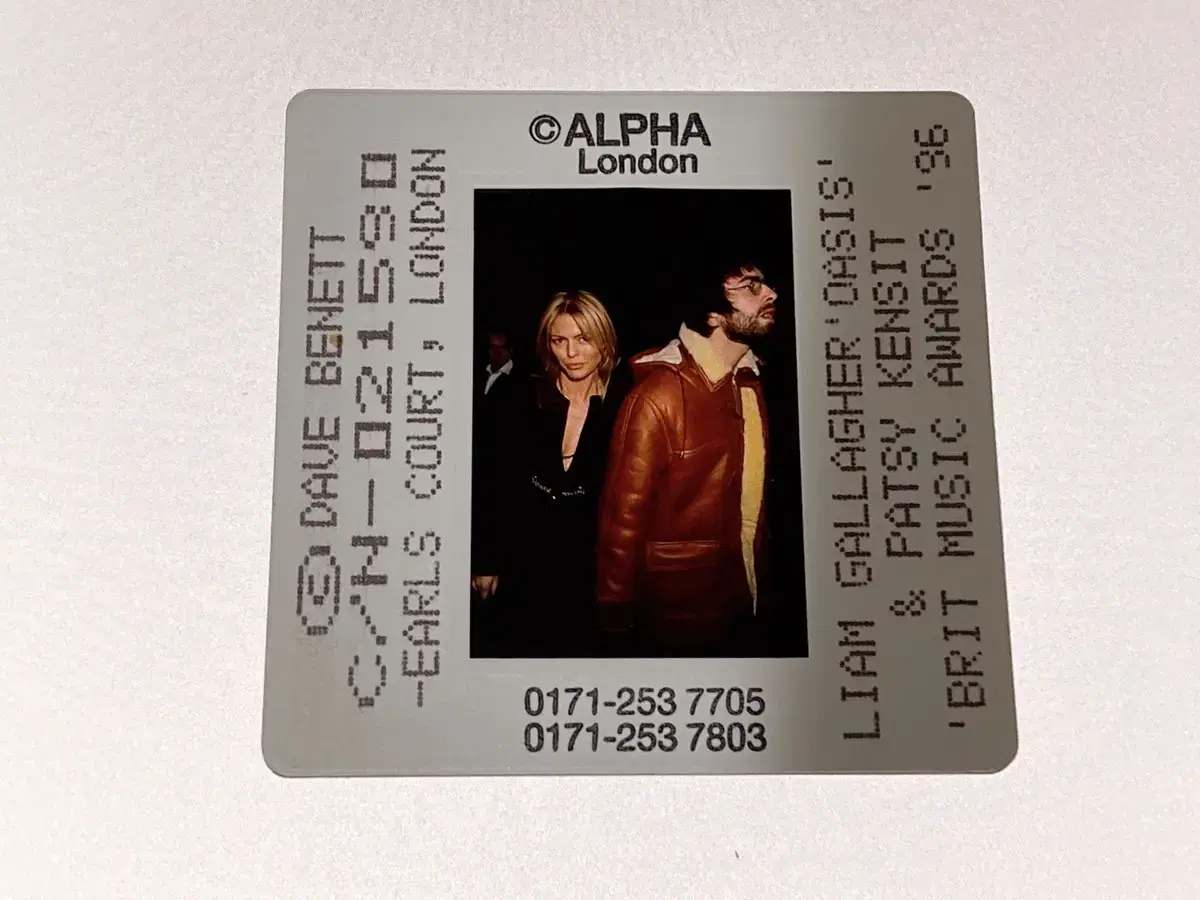 © ALPHA
London
© DAVE BENETT
C/N-021580
-EARLS COURT, LONDON
LIAM GALLAGHER'OASIS'
& PATSY KENSIT
'BRIT MUSIC AWARDS '96
0171-253 7705
0171-253 7803